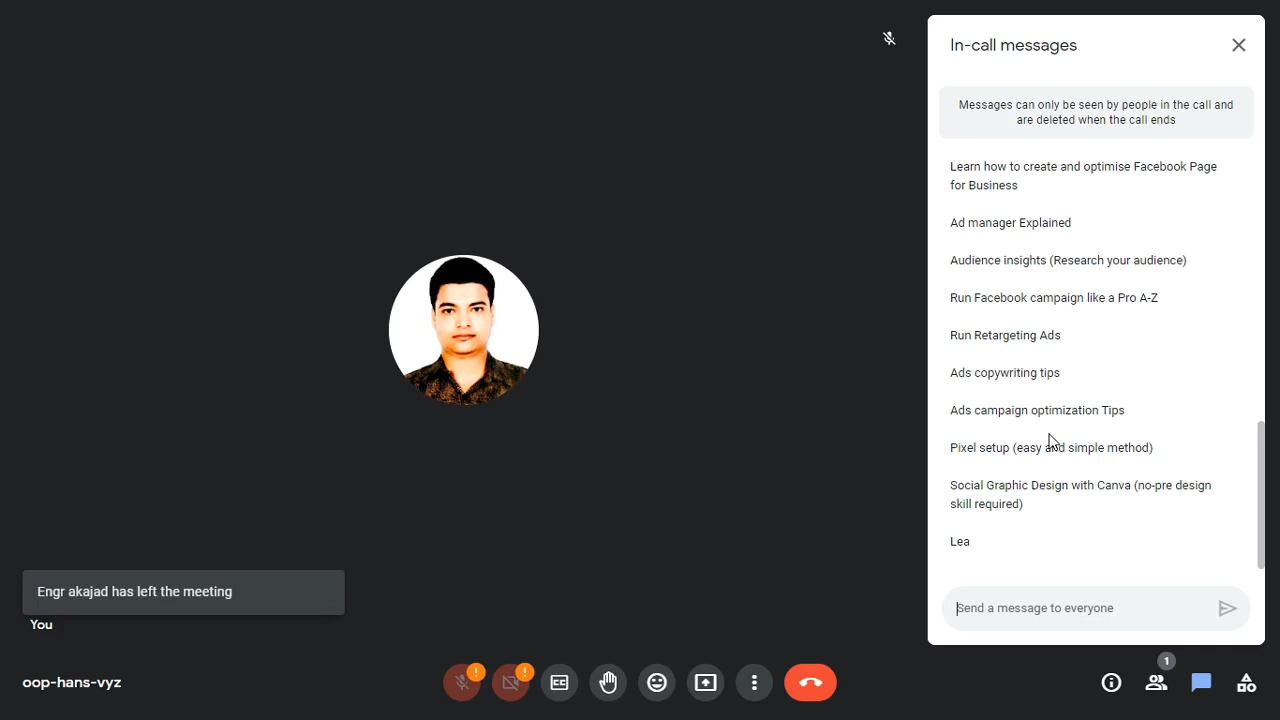 In-call messages
Messages can only be seen by people in the call and
are deleted when the call ends
Learn how to create and optimise Facebook Page
for Business
Ad manager Explained
Audience insights (Research your audience)
Run Facebook campaign like a Pro A-Z
Run Retargeting Ads
Ads copywriting tips
Ads campaign optimization Tips
Pixel setup (easy and simple method)
Social Graphic Design with Canva (no-pre design
skill required)
Lea
Send a message to everyone
Engr akajad has left the meeting
You
oop-hans-vyz
!
!
CC
1